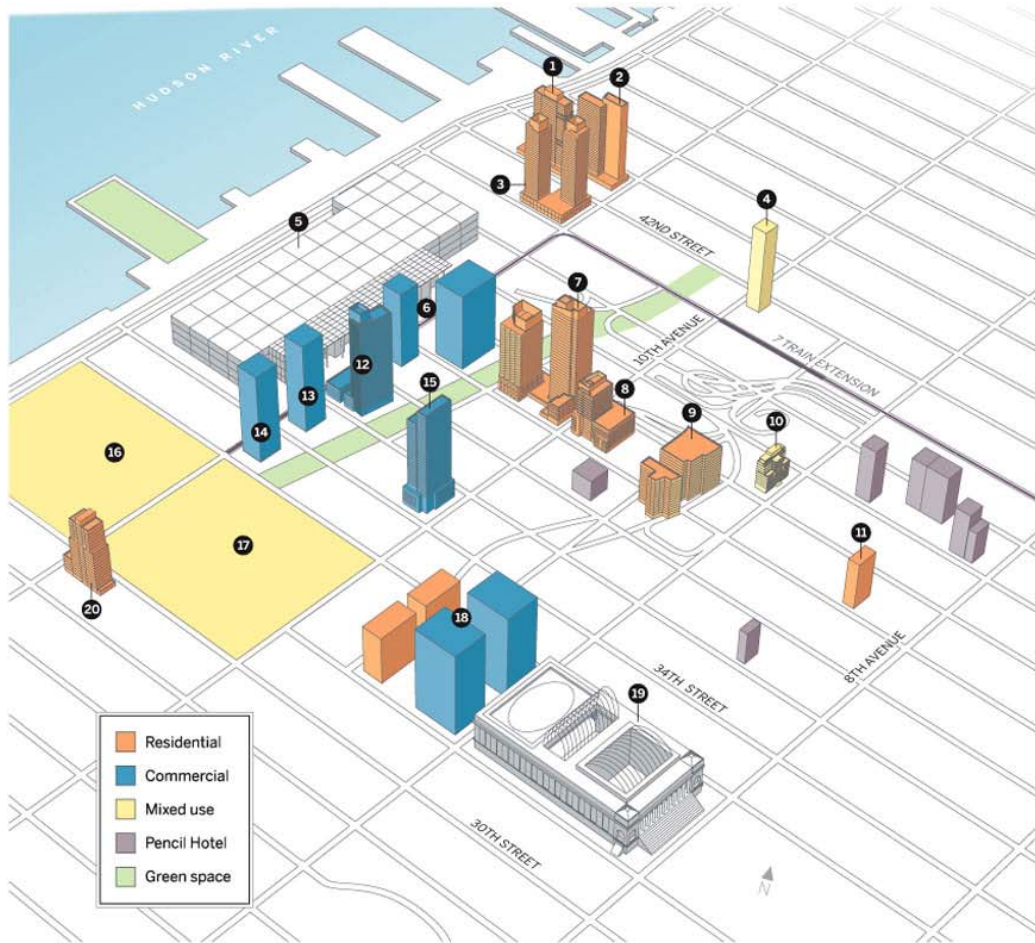 HUDSON RIVER
1
2
3
4
42ND STREET
5
6
7
10TH AVENUE
7 TRAIN EXTENSION
12
15
13
8
14
9
10
16
17
11
20
18
8TH AVENUE
34TH STREET
19
Residential
Commercial
Mixed use
Pencil Hotel
Green space
30TH STREET
N